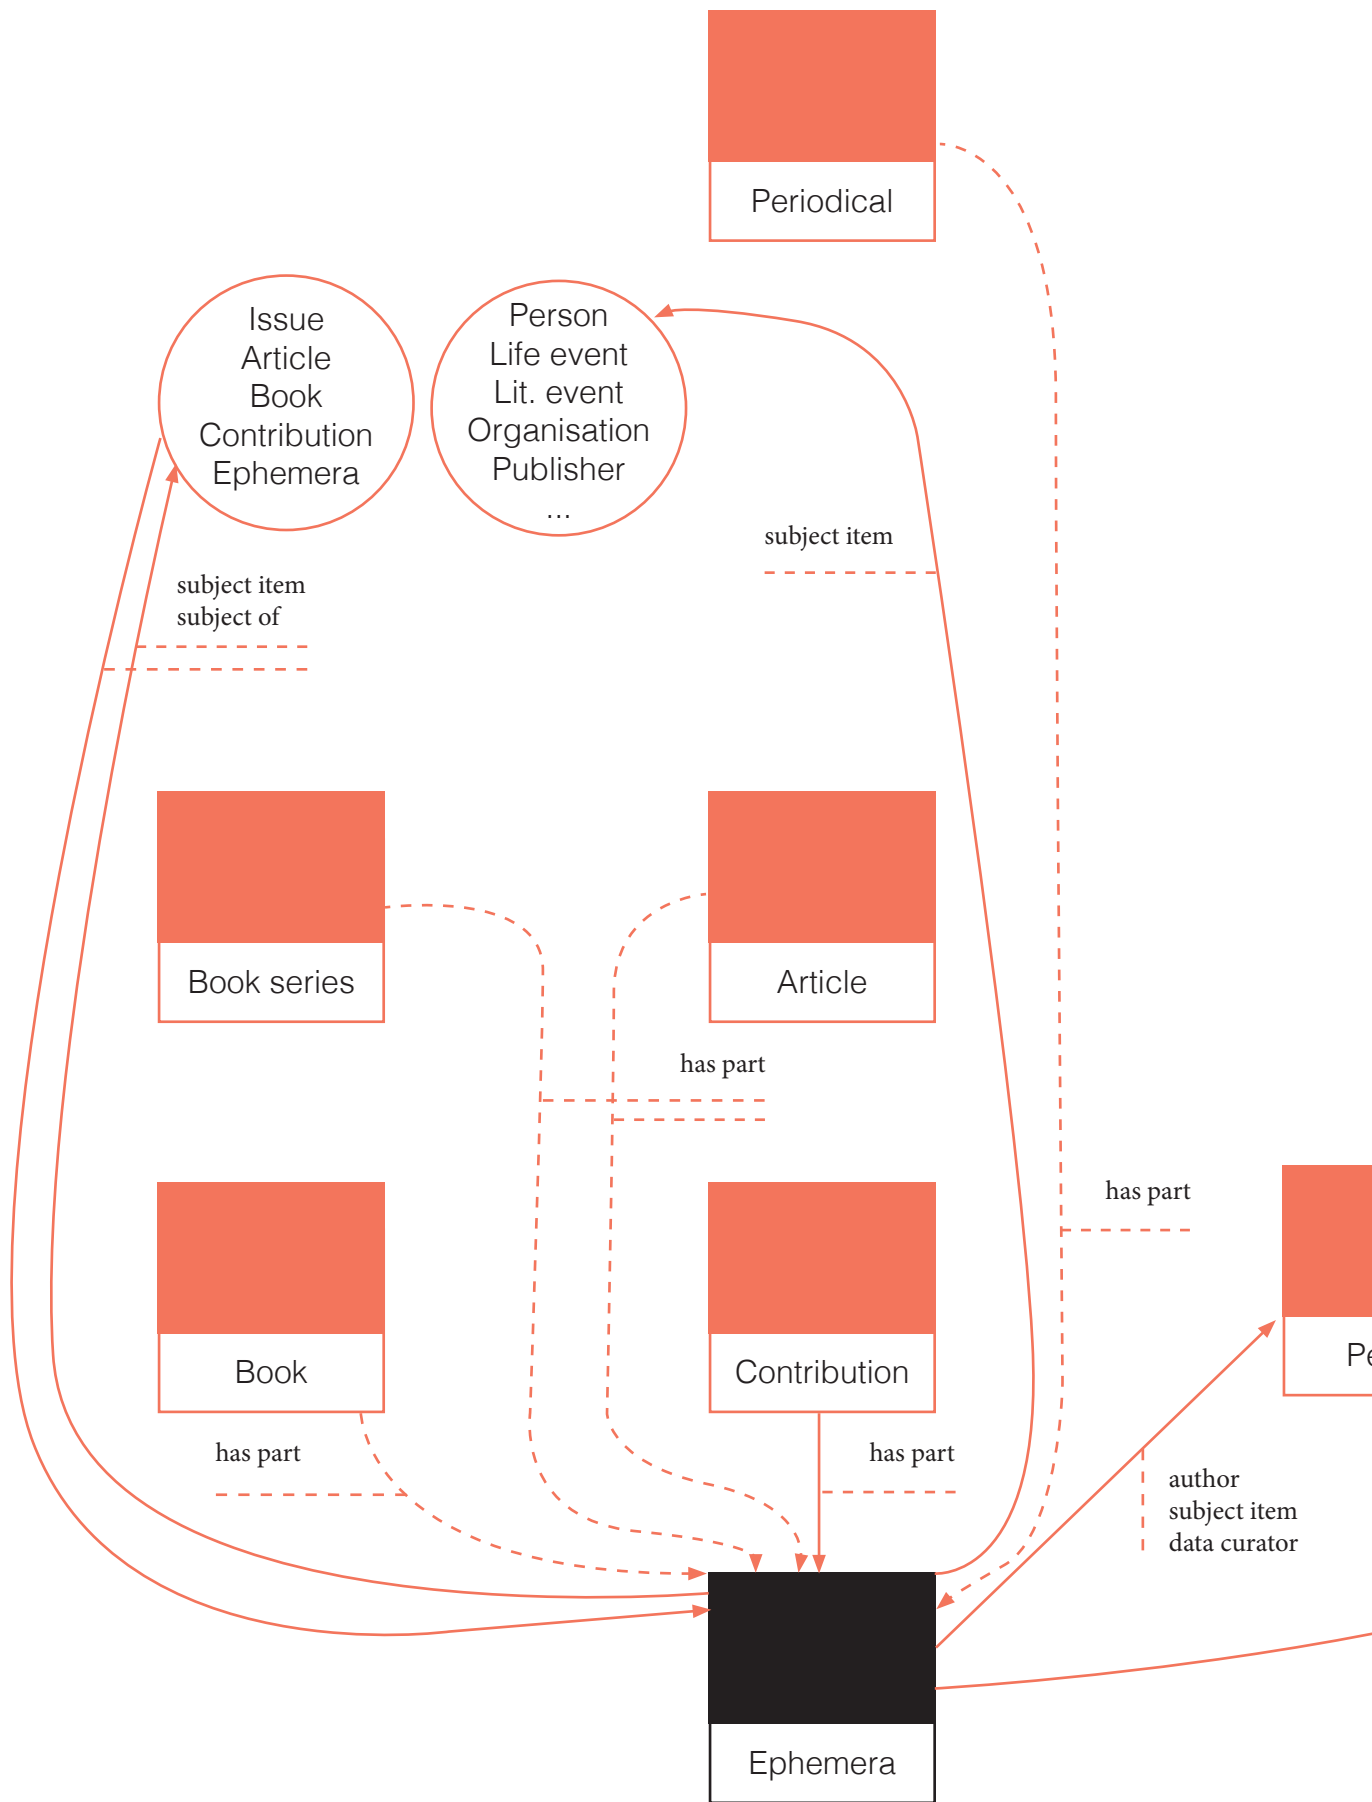 Periodical
Issue
Article
Book
Contribution
Ephemera
Person
Life event
Lit. event
Organisation
Publisher
...
subject item
subject item
subject of
Book series
Article
has part
has part
Book
Contribution
Pe
has part
has part
author
subject item
data curator
Ephemera